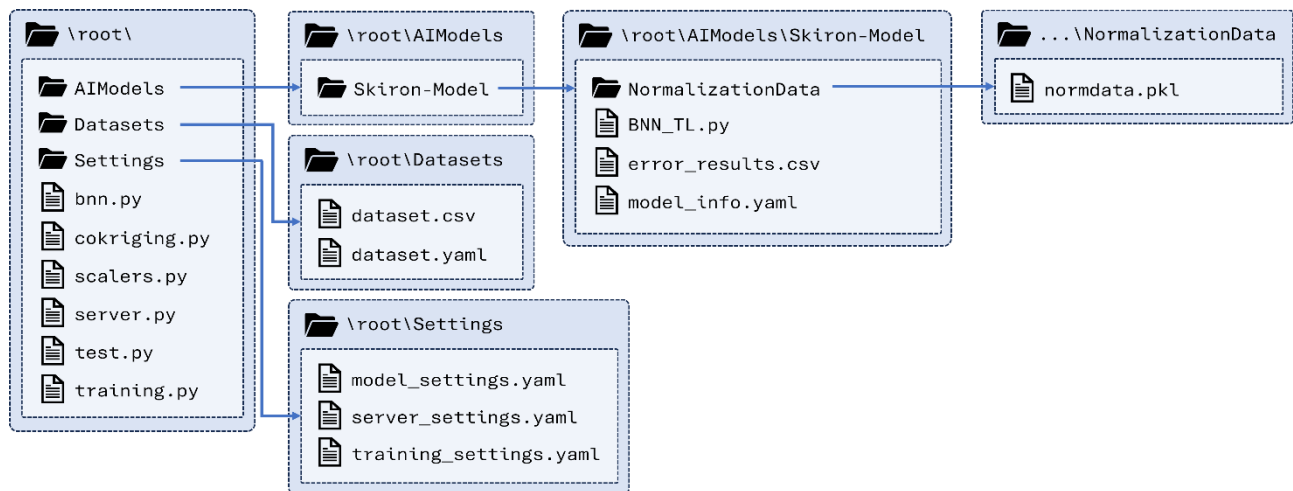 \root\
AIModels
Datasets
Settings
bnn.py
cokriging.py
scalers.py
server.py
test.py
training.py
\root\AIModels
Skiron-Model
\root\Datasets
dataset.csv
dataset.yaml
\root\Settings
model_settings.yaml
server_settings.yaml
training_settings.yaml
\root\AIModels\Skiron-Model
NormalizationData
BNN_TL.py
error_results.csv
model_info.yaml
...\NormalizationData
normdata.pkl